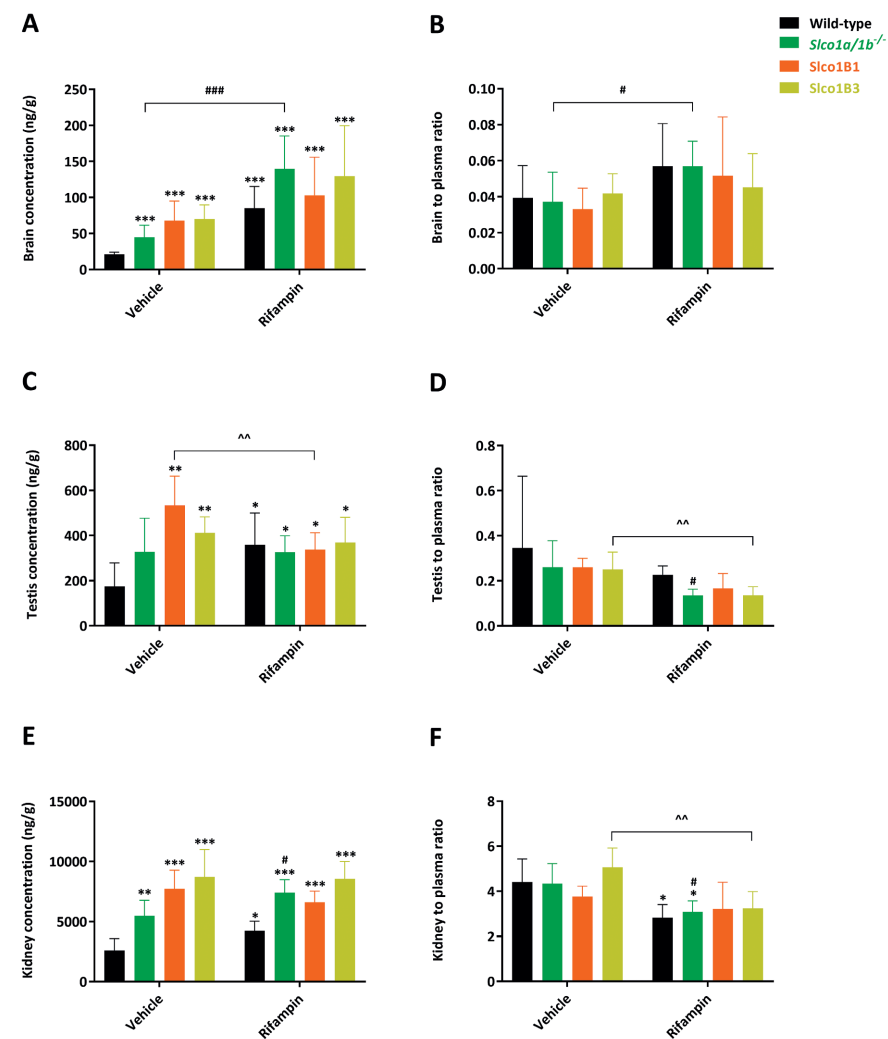 A
B
Wild-type
Slco1a/1b-/-
Slco1B1
Slco1B3
Brain concentration (ng/g)
250
200
150
100
50
0
###
***
***
***
***
***
***
***
Vehicle
Rifampin
Brain to plasma ratio
0.10
0.08
0.06
0.04
0.02
0.00
#
Vehicle
Rifampin
C
D
Testis concentration (ng/g)
800
600
400
200
0
^^
**
**
*
*
*
*
Vehicle
Rifampin
Testis to plasma ratio
0.8
0.6
0.4
0.2
0.0
^^
#
Vehicle
Rifampin
E
F
Kidney concentration (ng/g)
15000
10000
5000
0
**
***
***
*
#
***
***
***
Vehicle
Rifampin
Kidney to plasma ratio
8
6
4
2
0
^^
*
#
*
Vehicle
Rifampin